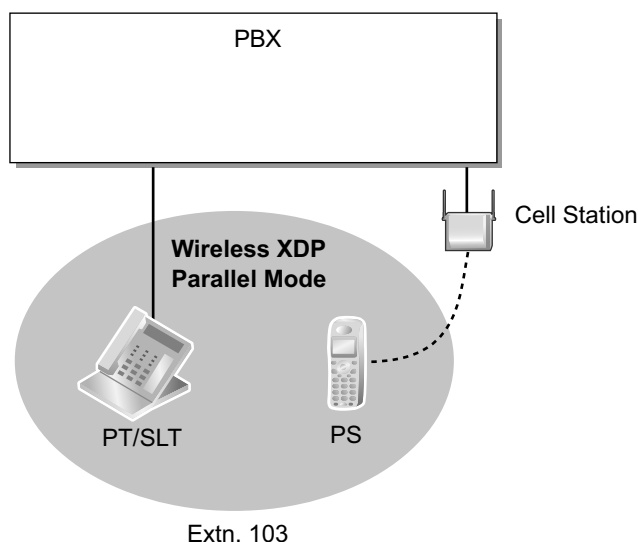 PBX
Cell Station
Wireless XDP
Parallel Mode
PT/SLT
PS
Extn. 103